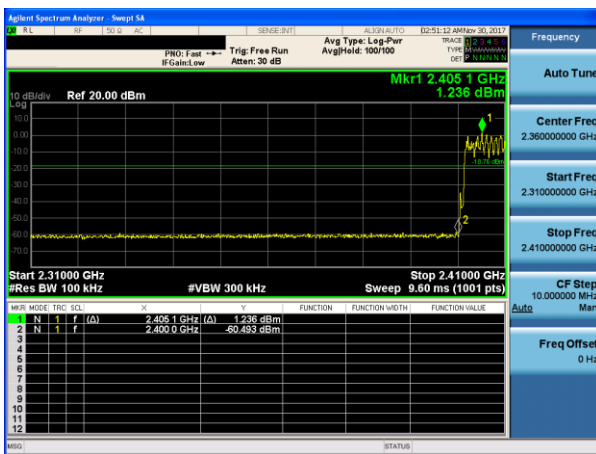 Agilent Spectrum Analyzer - Swept SA
RL RF 50 Ω AC SENSE:INT ALIGN AUTO 02:51:12 AM Nov 30, 2017
PNO: Fast Trig: Free Run Avg Type: Log-Pwr TRACE 1 2 3 4 5 6
IFGain:Low Atten: 30 dB Avg|Hold: 100/100 TYPE MWWWWW
DET P N N N N N
Mkr1 2.405 1 GHz
1.236 dBm
10 dB/div Ref 20.00 dBm
Log
10.0
0.00
-10.0
-20.0
-30.0
-40.0
-50.0
-60.0
-70.0
1
-18.76 dBm
2
Start 2.31000 GHz Stop 2.41000 GHz
#Res BW 100 kHz #VBW 300 kHz Sweep 9.60 ms (1001 pts)
MKR MODE TRC SCL X Y FUNCTION FUNCTION WIDTH FUNCTION VALUE
1 N 1 f (Δ) 2.405 1 GHz (Δ) 1.236 dBm
2 N 1 f 2.400 0 GHz -60.493 dBm
3
4
5
6
7
8
9
10
11
12
MSG STATUS
Frequency
Auto Tune
Center Freq
2.360000000 GHz
Start Freq
2.310000000 GHz
Stop Freq
2.410000000 GHz
CF Step
10.000000 MHz
Auto Man
Freq Offset
0 Hz